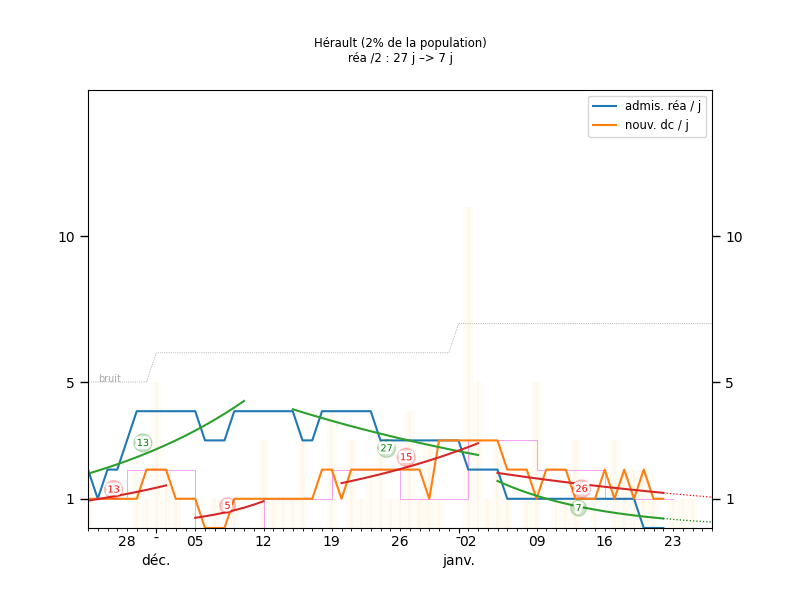 Hérault (2% de la population)
réa /2 : 27 j –> 7 j
admis. réa / j
nouv. dc / j
10 10
bruit
5 5
13
27
15
13
26
5
7
1 1
28 - 05 12 19 26 -02 09 16 23
déc. janv.